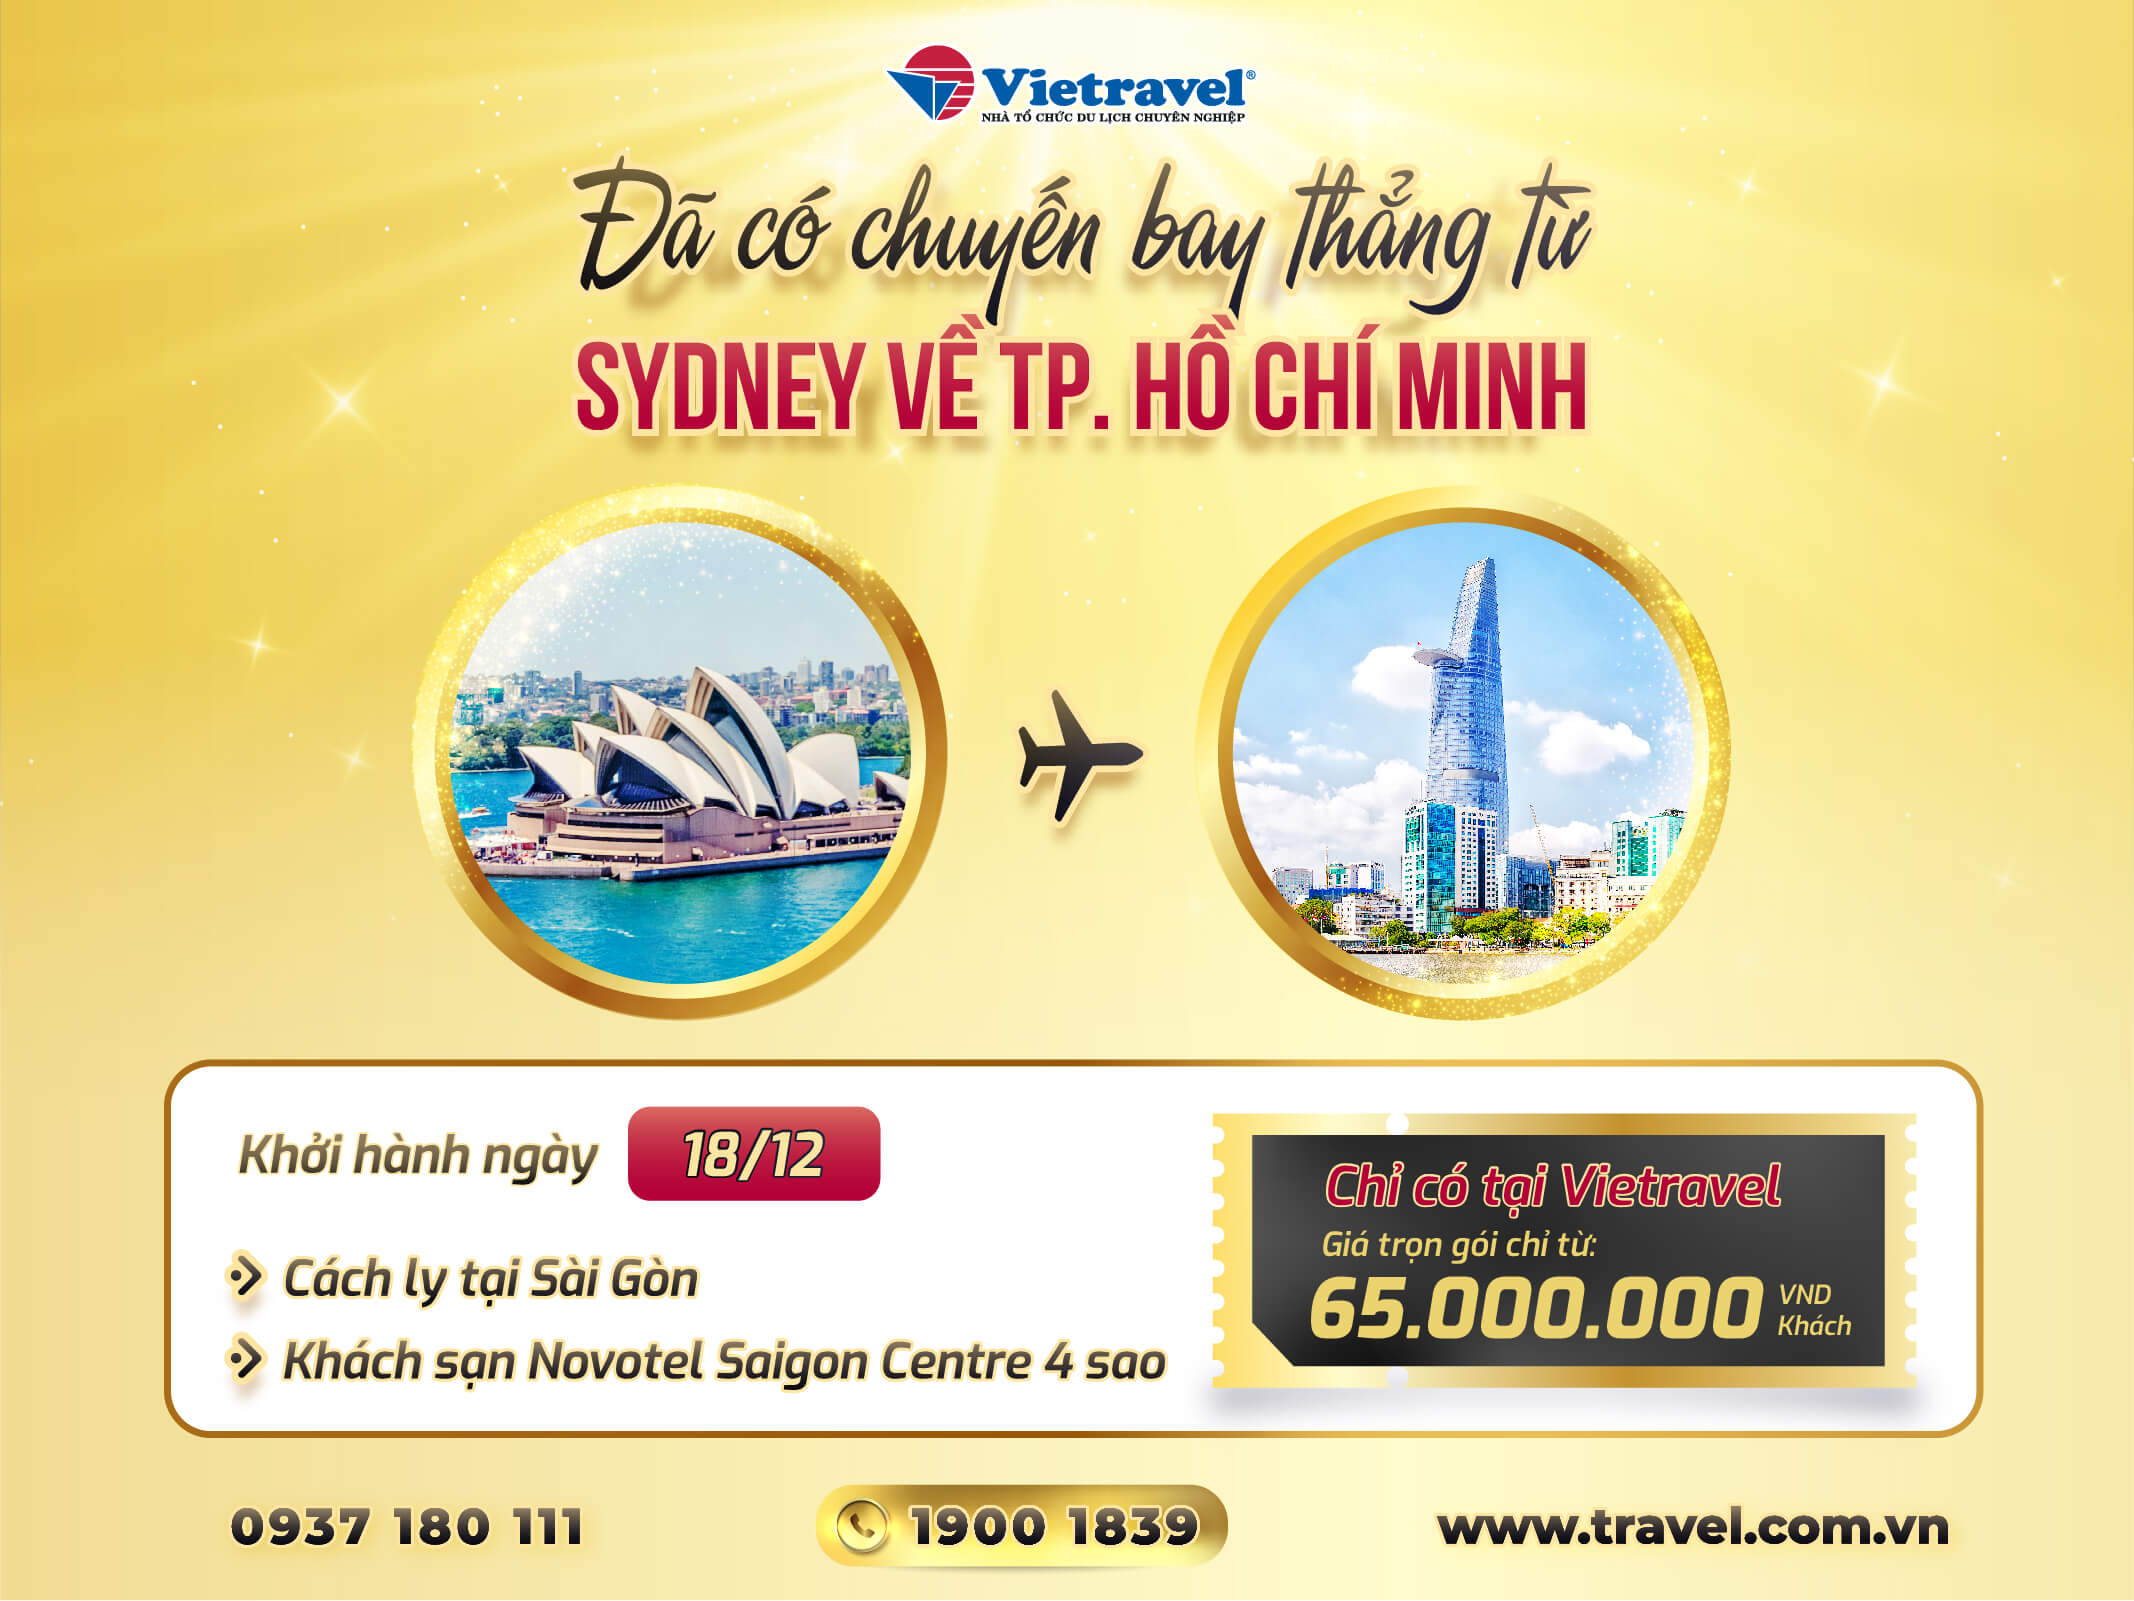 Vietravel®
NHÀ TỔ CHỨC DU LỊCH CHUYÊN NGHIỆP
Đã có chuyến bay thẳng từ
SYDNEY VỀ TP. HỒ CHÍ MINH
Khởi hành ngày 18/12
Cách ly tại Sài Gòn
Khách sạn Novotel Saigon Centre 4 sao
Chỉ có tại Vietravel
Giá trọn gói chỉ từ:
65.000.000 VND
Khách
0937 180 111
1900 1839
www.travel.com.vn